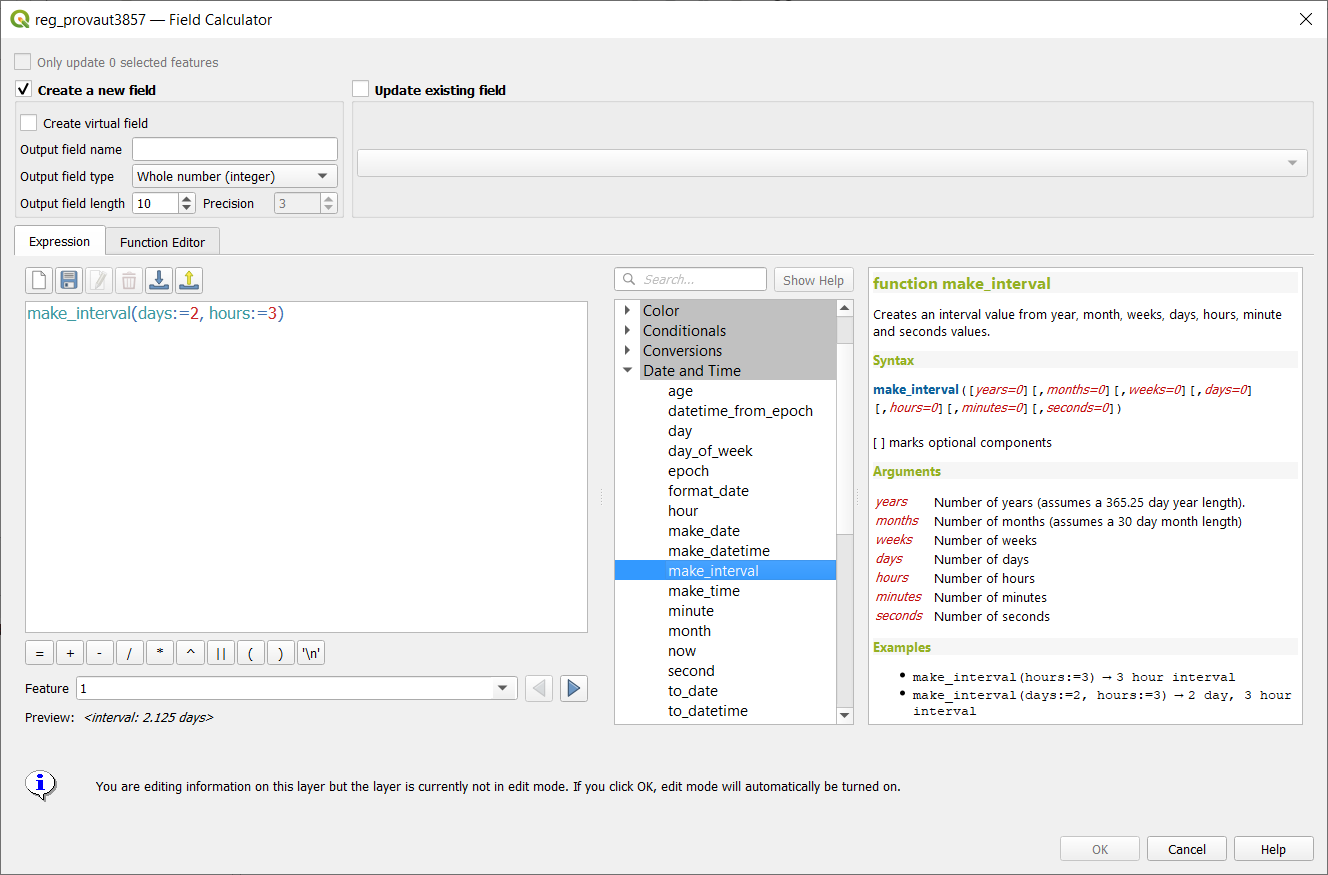 reg_provaut3857 — Field Calculator
Only update 0 selected features
Create a new field
Update existing field
Create virtual field
Output field name
Output field type Whole number (integer)
Output field length 10 Precision 3
Expression Function Editor
make_interval(days:=2, hours:=3)
= + - / * ^ || ( ) '\n'
Feature 1
Preview: <interval: 2.125 days>
Search... Show Help
Color
Conditionals
Conversions
Date and Time
age
datetime_from_epoch
day
day_of_week
epoch
format_date
hour
make_date
make_datetime
make_interval
make_time
minute
month
now
second
to_date
to_datetime
function make_interval
Creates an interval value from year, month, weeks, days, hours, minute
and seconds values.
Syntax
make_interval([years=0][,months=0][,weeks=0][,days=0]
[,hours=0][,minutes=0][,seconds=0])
[ ] marks optional components
Arguments
years Number of years (assumes a 365.25 day year length).
months Number of months (assumes a 30 day month length)
weeks Number of weeks
days Number of days
hours Number of hours
minutes Number of minutes
seconds Number of seconds
Examples
• make_interval(hours:=3) → 3 hour interval
• make_interval(days:=2, hours:=3) → 2 day, 3 hour
interval
You are editing information on this layer but the layer is currently not in edit mode. If you click OK, edit mode will automatically be turned on.
OK Cancel Help